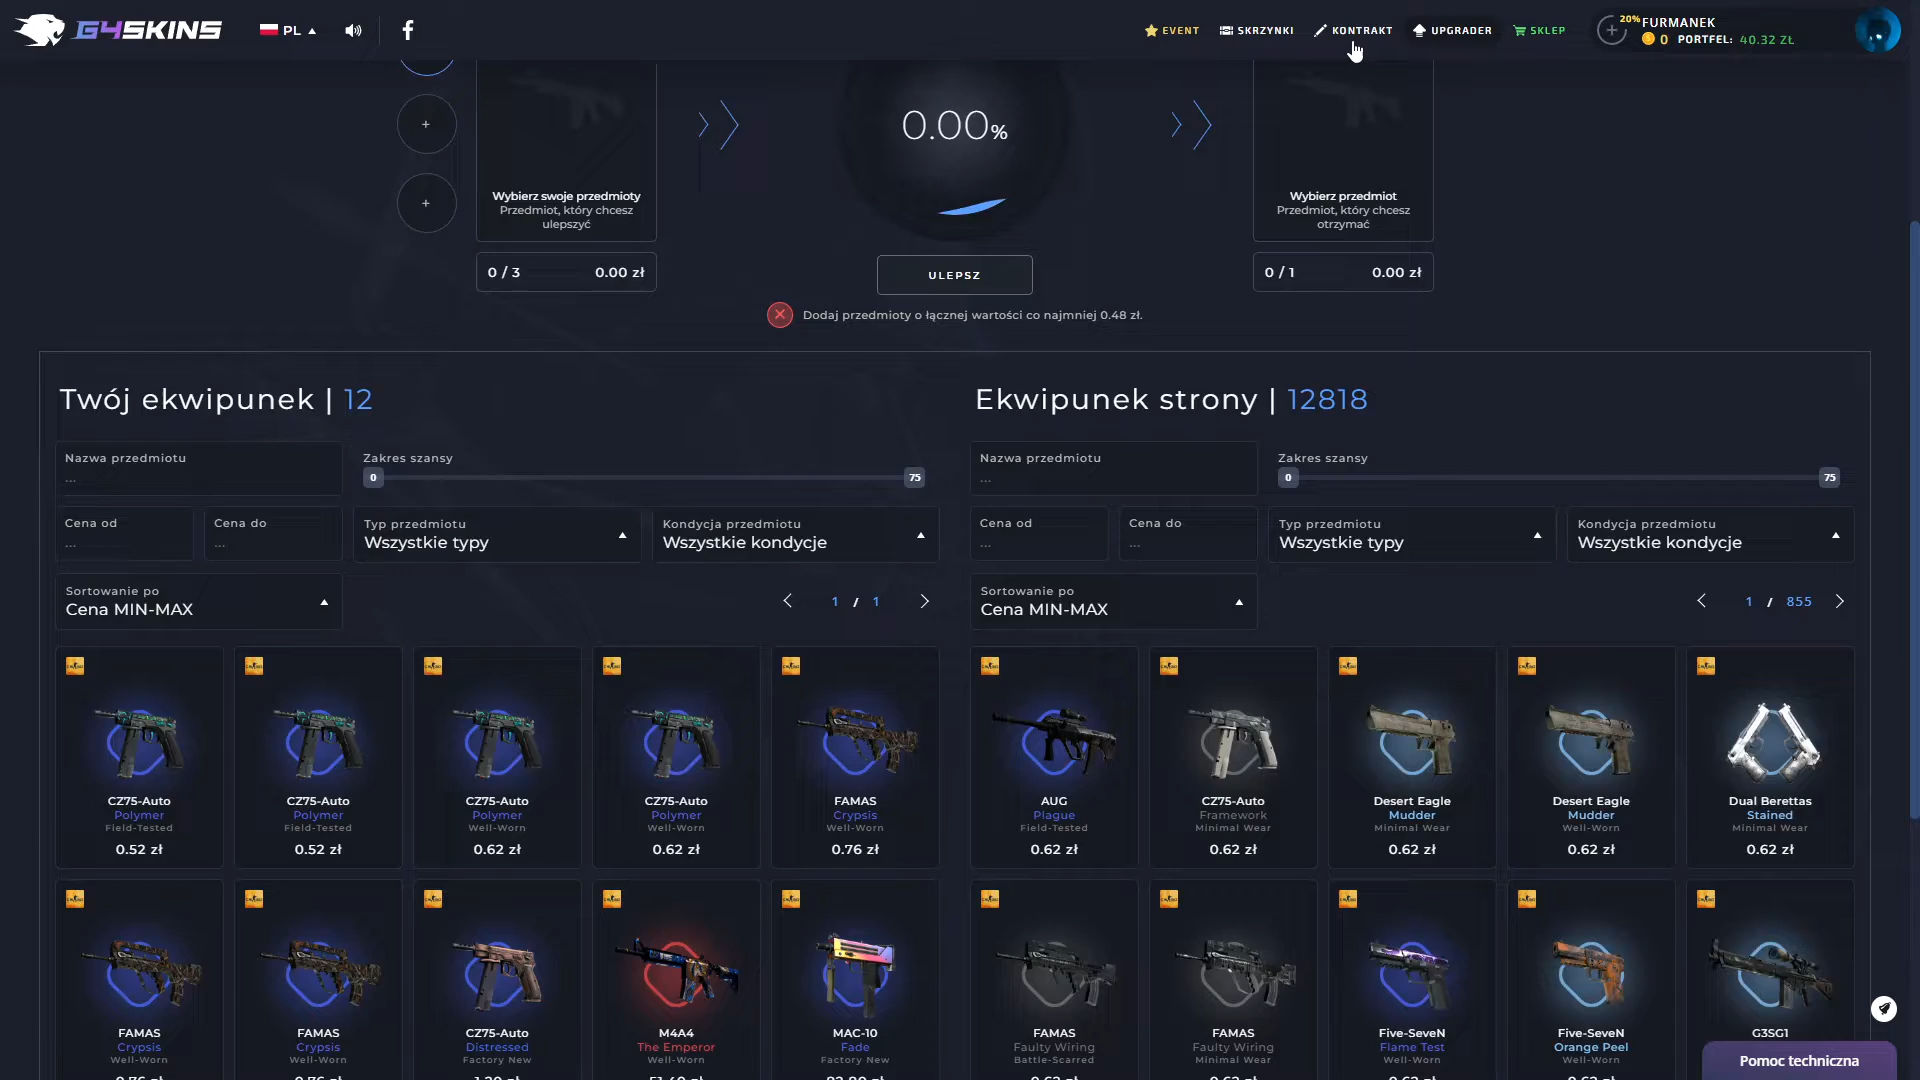 G4SKINS
PL
EVENT
SKRZYNKI
KONTRAKT
UPGRADER
SKLEP
20%
FURMANEK
0 PORTFEL: 40.32 ZŁ
+
+
0.00%
Wybierz swoje przedmioty
Przedmiot, który chcesz
ulepszyć
Wybierz przedmiot
Przedmiot, który chcesz
otrzymać
0 / 3 0.00 zł
ULEPSZ
0 / 1 0.00 zł
Dodaj przedmioty o łącznej wartości co najmniej 0.48 zł.
Twój ekwipunek | 12
Nazwa przedmiotu
...
Zakres szansy
0 75
Cena od
...
Cena do
...
Typ przedmiotu
Wszystkie typy
Kondycja przedmiotu
Wszystkie kondycje
Sortowanie po
Cena MIN-MAX
1 / 1
CZ75-Auto
Polymer
Field-Tested
0.52 zł
CZ75-Auto
Polymer
Field-Tested
0.52 zł
CZ75-Auto
Polymer
Well-Worn
0.62 zł
CZ75-Auto
Polymer
Well-Worn
0.62 zł
FAMAS
Crypsis
Well-Worn
0.76 zł
FAMAS
Crypsis
Well-Worn
FAMAS
Crypsis
Well-Worn
CZ75-Auto
Distressed
Factory New
M4A4
The Emperor
Well-Worn
MAC-10
Fade
Factory New
Ekwipunek strony | 12818
Nazwa przedmiotu
...
Zakres szansy
0 75
Cena od
...
Cena do
...
Typ przedmiotu
Wszystkie typy
Kondycja przedmiotu
Wszystkie kondycje
Sortowanie po
Cena MIN-MAX
1 / 855
AUG
Plague
Field-Tested
0.62 zł
CZ75-Auto
Framework
Minimal Wear
0.62 zł
Desert Eagle
Mudder
Minimal Wear
0.62 zł
Desert Eagle
Mudder
Well-Worn
0.62 zł
Dual Berettas
Stained
Minimal Wear
0.62 zł
FAMAS
Faulty Wiring
Battle-Scarred
FAMAS
Faulty Wiring
Minimal Wear
Five-SeveN
Flame Test
Well-Worn
Five-SeveN
Orange Peel
Well-Worn
G3SG1
Pomoc techniczna